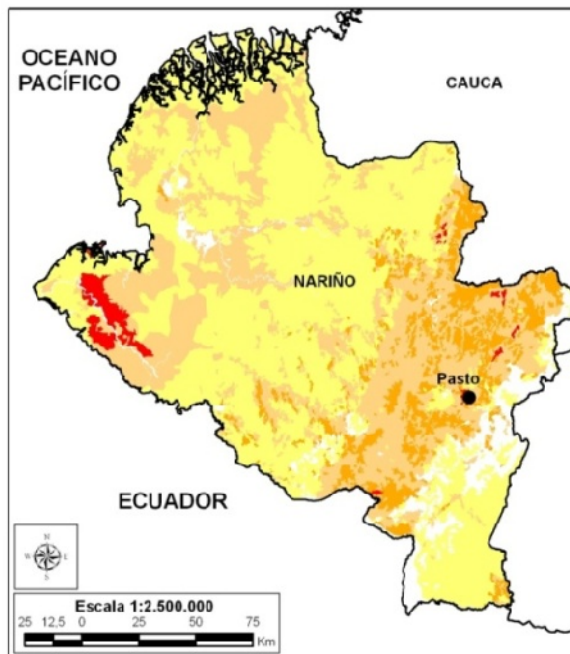 OCEANO
PACÍFICO
CAUCA
NARIÑO
Pasto
ECUADOR
N
W
L
S
Escala 1:2.500.000
25 12,5 0 25 50 75
Km